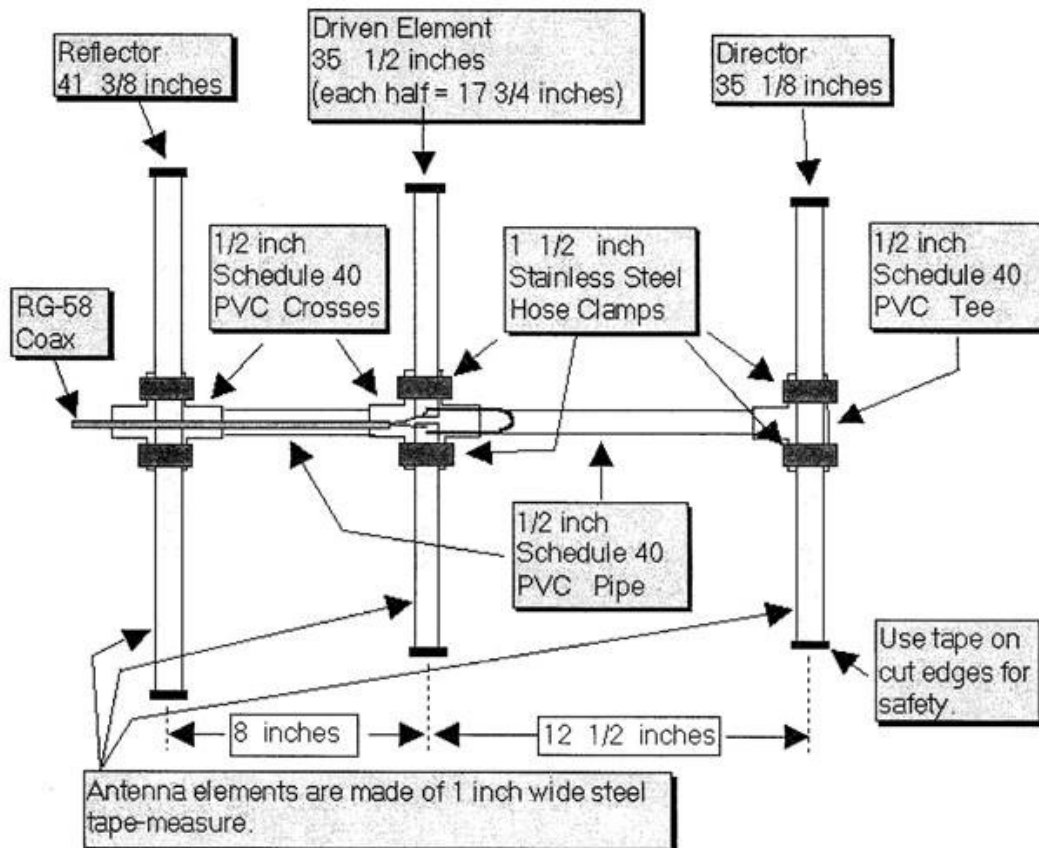 Reflector
41 3/8 inches
Driven Element
35 1/2 inches
(each half = 17 3/4 inches)
Director
35 1/8 inches
RG-58
Coax
1/2 inch
Schedule 40
PVC Crosses
1 1/2 inch
Stainless Steel
Hose Clamps
1/2 inch
Schedule 40
PVC Tee
1/2 inch
Schedule 40
PVC Pipe
Use tape on
cut edges for
safety.
8 inches
12 1/2 inches
Antenna elements are made of 1 inch wide steel
tape-measure.